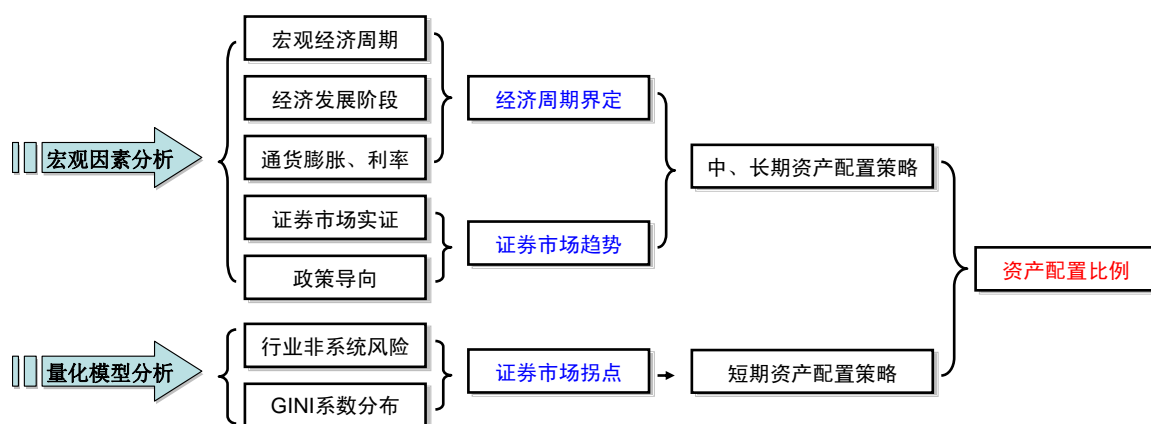 宏观因素分析
宏观经济周期
经济发展阶段
通货膨胀、利率
证券市场实证
政策导向
经济周期界定
证券市场趋势
中、长期资产配置策略
资产配置比例
量化模型分析
行业非系统风险
GINI系数分布
证券市场拐点
短期资产配置策略